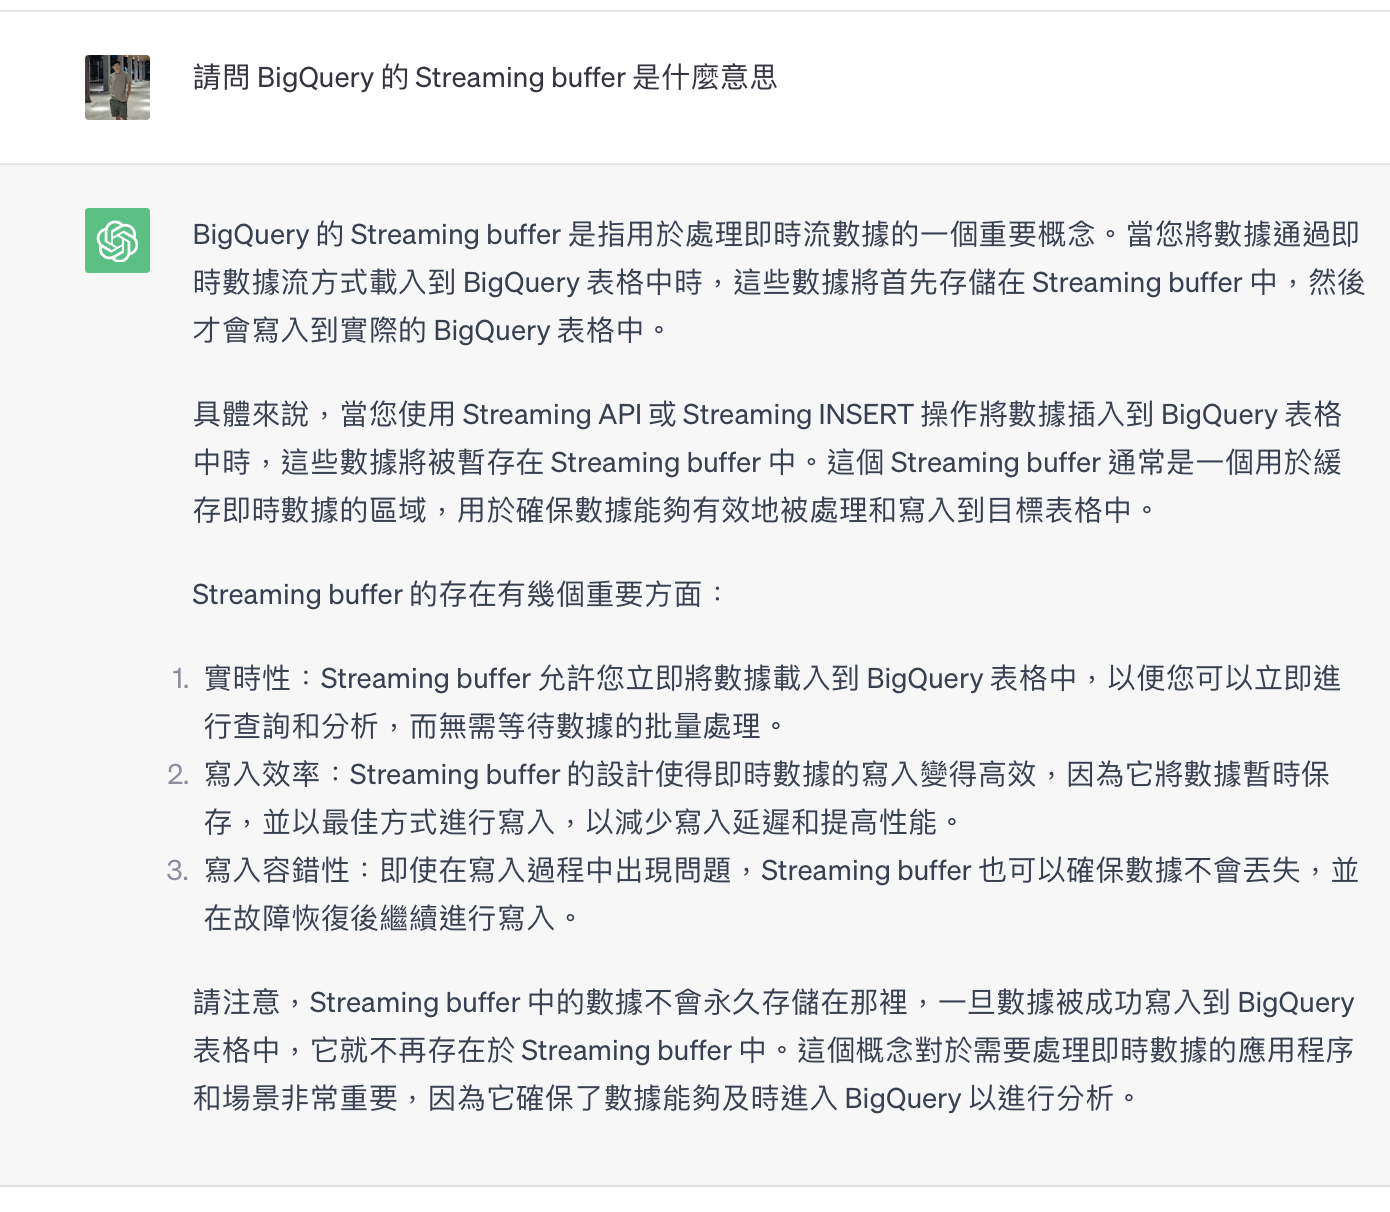 請問 BigQuery 的 Streaming buffer 是什麼意思
BigQuery 的 Streaming buffer 是指用於處理即時流數據的一個重要概念。當您將數據通過即
時數據流方式載入到 BigQuery 表格中時，這些數據將首先存儲在 Streaming buffer 中，然後
才會寫入到實際的 BigQuery 表格中。
具體來說，當您使用 Streaming API 或 Streaming INSERT 操作將數據插入到 BigQuery 表格
中時，這些數據將被暫存在 Streaming buffer 中。這個 Streaming buffer 通常是一個用於緩
存即時數據的區域，用於確保數據能夠有效地被處理和寫入到目標表格中。
Streaming buffer 的存在有幾個重要方面：
1. 實時性：Streaming buffer 允許您立即將數據載入到 BigQuery 表格中，以便您可以立即進
行查詢和分析，而無需等待數據的批量處理。
2. 寫入效率：Streaming buffer 的設計使得即時數據的寫入變得高效，因為它將數據暫時保
存，並以最佳方式進行寫入，以減少寫入延遲和提高性能。
3. 寫入容錯性：即使在寫入過程中出現問題，Streaming buffer 也可以確保數據不會丟失，並
在故障恢復後繼續進行寫入。
請注意，Streaming buffer 中的數據不會永久存儲在那裡，一旦數據被成功寫入到 BigQuery
表格中，它就不再存在於 Streaming buffer 中。這個概念對於需要處理即時數據的應用程序
和場景非常重要，因為它確保了數據能夠及時進入 BigQuery 以進行分析。